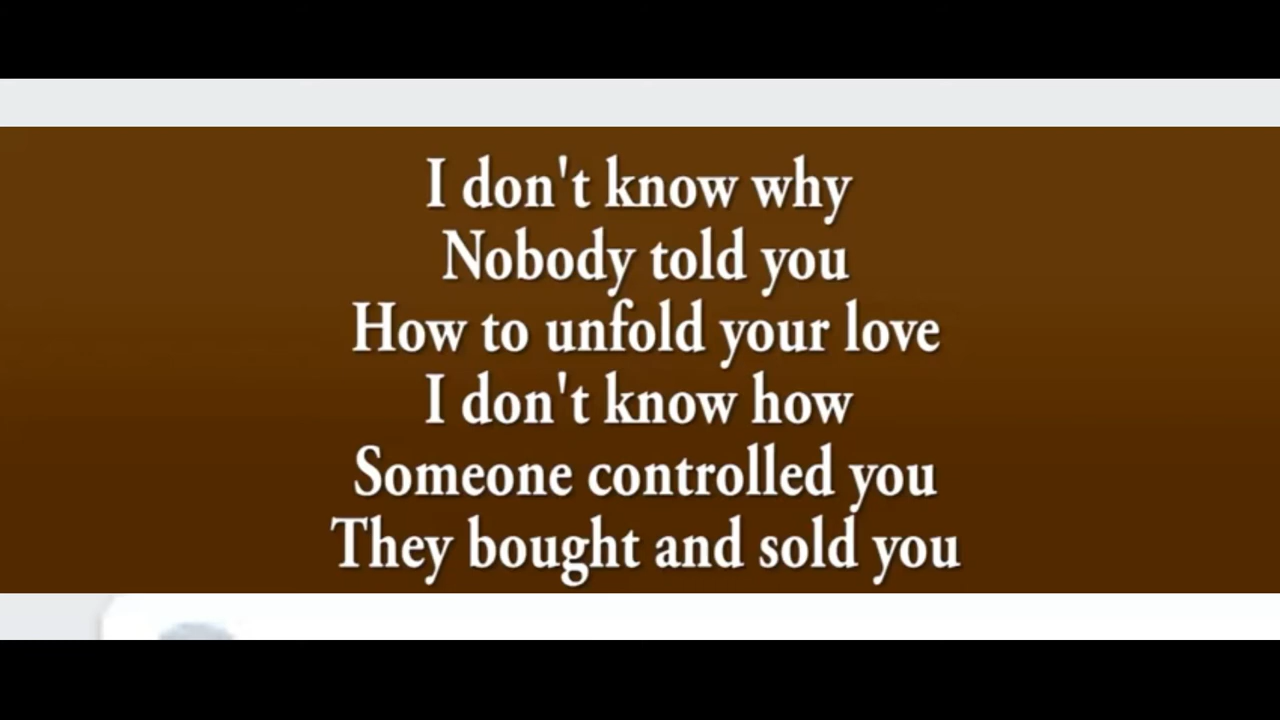 I don't know why
Nobody told you
How to unfold your love
I don't know how
Someone controlled you
They bought and sold you